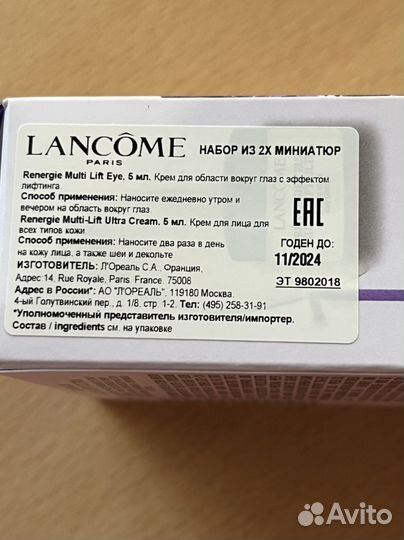 LANCÔME
PARIS
НАБОР ИЗ 2Х МИНИАТЮР
Renergie Multi Lift Eye, 5 мл. Крем для области вокруг глаз с эффектом
лифтинга
Способ применения: Наносите ежедневно утром и
вечером на область вокруг глаз.
Renergie Multi-Lift Ultra Cream, 5 мл. Крем для лица для
всех типов кожи
Способ применения: Наносите два раза в день
на кожу лица, а также шеи и декольте
ИЗГОТОВИТЕЛЬ: Л'Ореаль С.А., Франция,
Адрес 14, Rue Royale, Paris, France, 75008
Адрес в России*: АО "Л'ОРЕАЛЬ", 119180 Москва,
4-ый Голутвинский пер., д. 1/8, стр. 1-2. Тел: (495) 258-31-91
*Уполномоченный представитель изготовителя/импортер.
Состав / ingredients см. на упаковке
EAC
ГОДЕН ДО:
11/2024
ЭТ 9802018
Avito